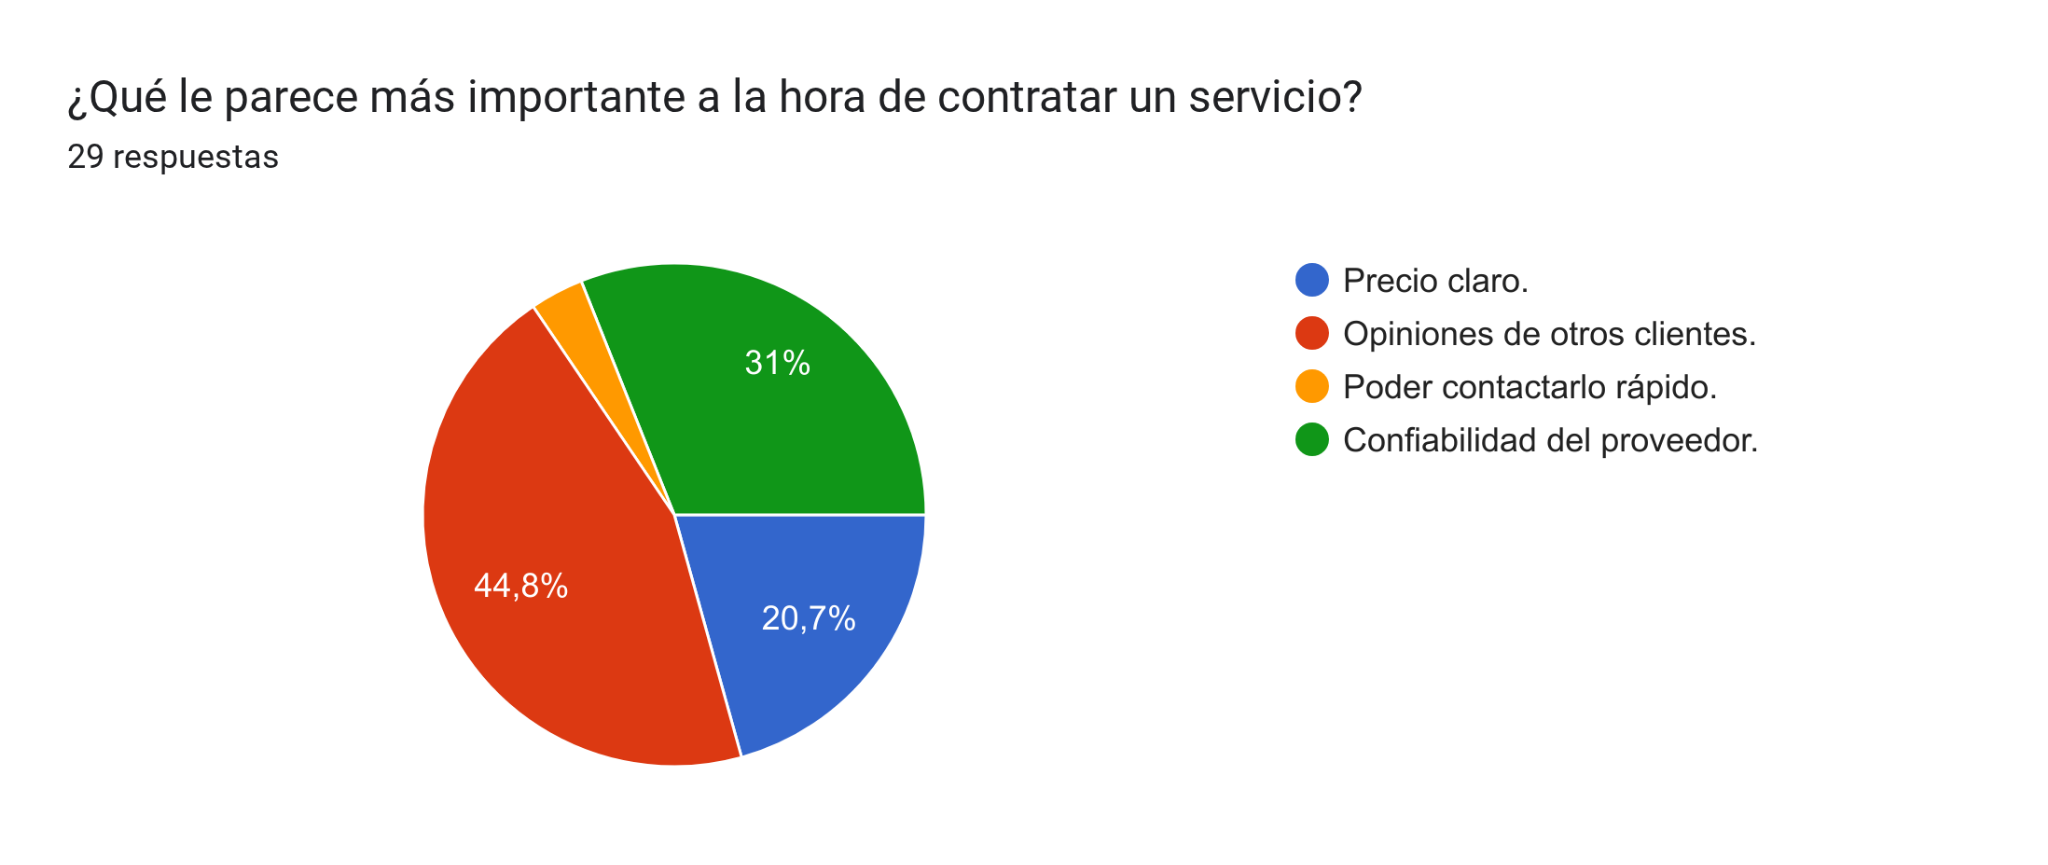 ¿Qué le parece más importante a la hora de contratar un servicio?
29 respuestas
31%
44,8%
20,7%
Precio claro.
Opiniones de otros clientes.
Poder contactarlo rápido.
Confiabilidad del proveedor.